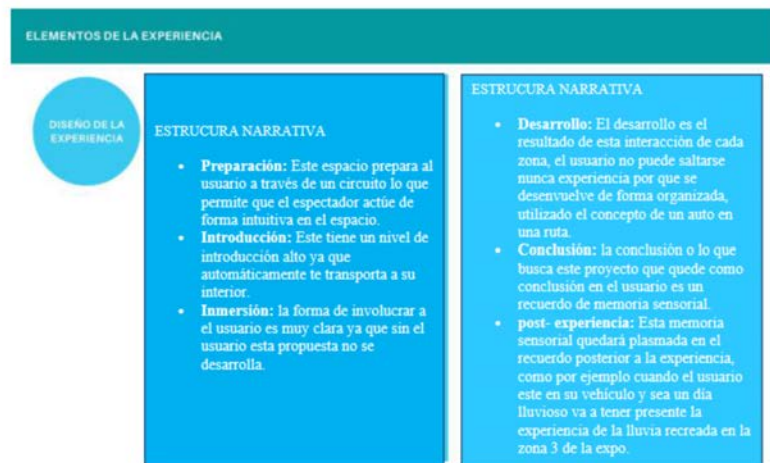 ELEMENTOS DE LA EXPERIENCIA
DISEÑO DE LA
EXPERIENCIA
ESTRUCURA NARRATIVA
• Preparación: Este espacio prepara al
usuario a través de un circuito lo que
permite que el espectador actúe de
forma intuitiva en el espacio.
• Introducción: Este tiene un nivel de
introducción alto ya que
automáticamente te transporta a su
interior.
• Inmersión: la forma de involucrar a
el usuario es muy clara ya que sin el
usuario esta propuesta no se
desarrolla.
ESTRUCURA NARRATIVA
• Desarrollo: El desarrollo es el
resultado de esta interacción de cada
zona, el usuario no puede saltarse
nunca experiencia por que se
desenvuelve de forma organizada,
utilizado el concepto de un auto en
una ruta.
• Conclusión: la conclusión o lo que
busca este proyecto que quede como
conclusión en el usuario es un
recuerdo de memoria sensorial.
• post- experiencia: Esta memoria
sensorial quedará plasmada en el
recuerdo posterior a la experiencia,
como por ejemplo cuando el usuario
este en su vehículo y sea un día
lluvioso va a tener presente la
experiencia de la lluvia recreada en la
zona 3 de la expo.